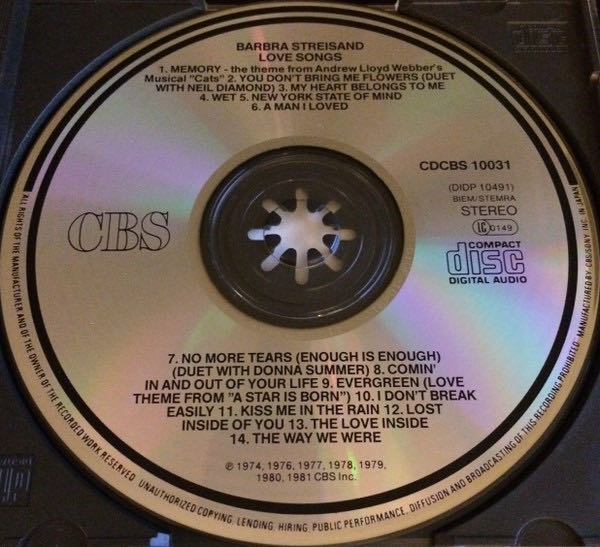 BARBRA STREISAND
LOVE SONGS
1. MEMORY - the theme from Andrew Lloyd Webber's
Musical "Cats" 2. YOU DON'T BRING ME FLOWERS (DUET
WITH NEIL DIAMOND) 3. MY HEART BELONGS TO ME
4. WET 5. NEW YORK STATE OF MIND
6. A MAN I LOVED
CBS
CDCBS 10031
(DIDP 10491)
BIEM/STEMRA
STEREO
LC 0149
COMPACT
disc
DIGITAL AUDIO
7. NO MORE TEARS (ENOUGH IS ENOUGH)
(DUET WITH DONNA SUMMER) 8. COMIN'
IN AND OUT OF YOUR LIFE 9. EVERGREEN (LOVE
THEME FROM "A STAR IS BORN") 10. I DON'T BREAK
EASILY 11. KISS ME IN THE RAIN 12. LOST
INSIDE OF YOU 13. THE LOVE INSIDE
14. THE WAY WE WERE
℗ 1974, 1976, 1977, 1978, 1979,
1980, 1981 CBS Inc.
ALL RIGHTS OF THE MANUFACTURER AND OF THE OWNER OF THE RECORDED WORK RESERVED. UNAUTHORIZED COPYING, LENDING, HIRING, PUBLIC PERFORMANCE, DIFFUSION AND BROADCASTING OF THIS RECORDING PROHIBITED. MANUFACTURED BY CBS/SONY INC. IN JAPAN